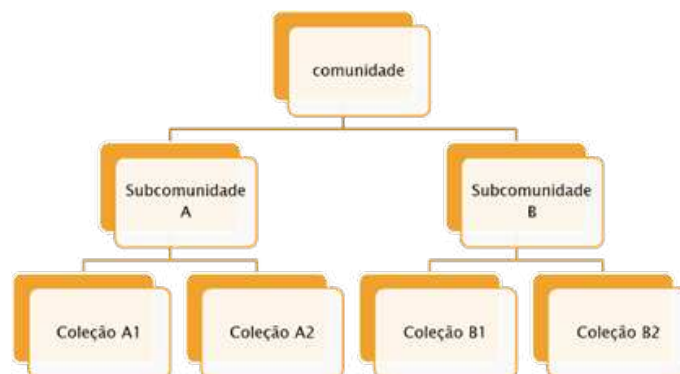 comunidade
Subcomunidade
A
Subcomunidade
B
Coleção A1
Coleção A2
Coleção B1
Coleção B2